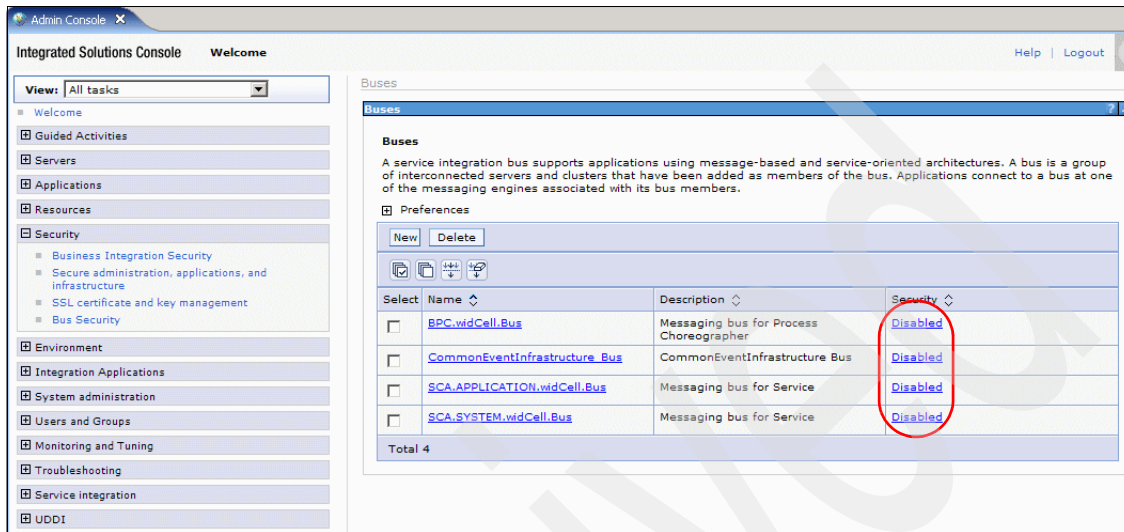 Admin Console
Integrated Solutions Console Welcome Help | Logout
View: All tasks
Welcome
Guided Activities
Servers
Applications
Resources
Security
Business Integration Security
Secure administration, applications, and
infrastructure
SSL certificate and key management
Bus Security
Environment
Integration Applications
System administration
Users and Groups
Monitoring and Tuning
Troubleshooting
Service integration
UDDI
Buses
Buses ?
Buses
A service integration bus supports applications using message-based and service-oriented architectures. A bus is a group
of interconnected servers and clusters that have been added as members of the bus. Applications connect to a bus at one
of the messaging engines associated with its bus members.
Preferences
New Delete
Select Name Description Security
BPC.widCell.Bus Messaging bus for Process
Choreographer Disabled
CommonEventInfrastructure_Bus CommonEventInfrastructure Bus Disabled
SCA.APPLICATION.widCell.Bus Messaging bus for Service Disabled
SCA.SYSTEM.widCell.Bus Messaging bus for Service Disabled
Total 4